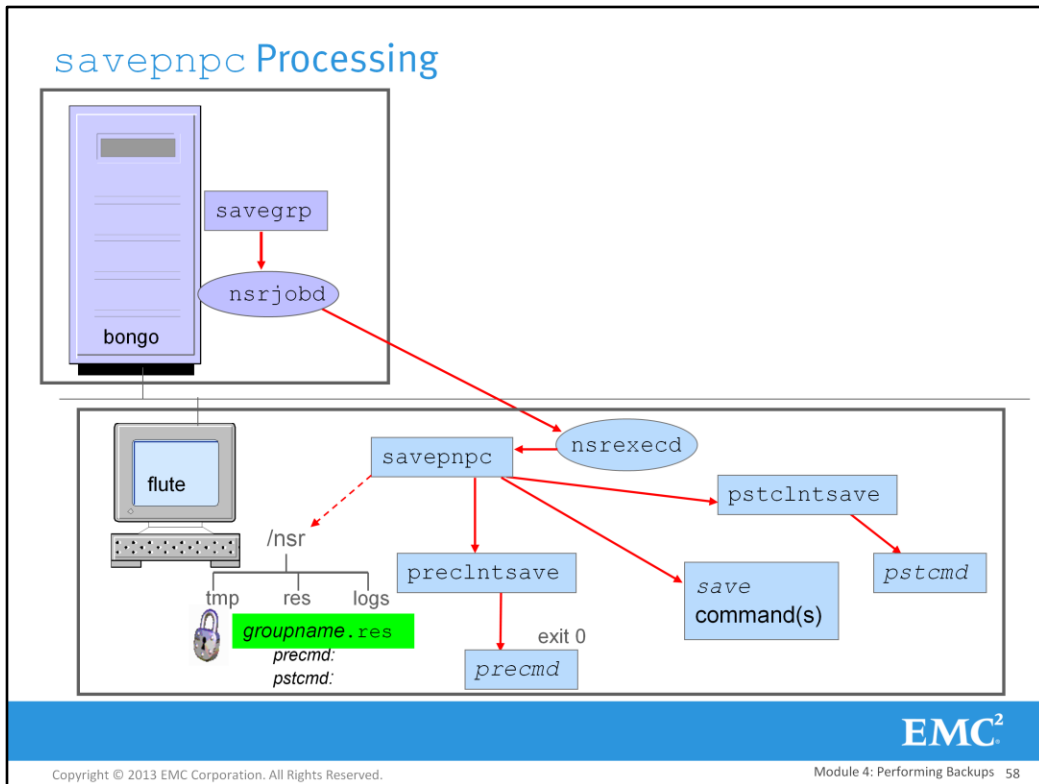 savepnpc Processing
savegrp
nsrjobd
bongo
nsrexecd
savepnpc
flute
pstclntsave
/nsr
preclntsave
save
command(s)
pstcmd
tmp res logs
groupname.res
exit 0
precmd:
pstcmd:
precmd
EMC²
Copyright © 2013 EMC Corporation. All Rights Reserved.
Module 4: Performing Backups 58